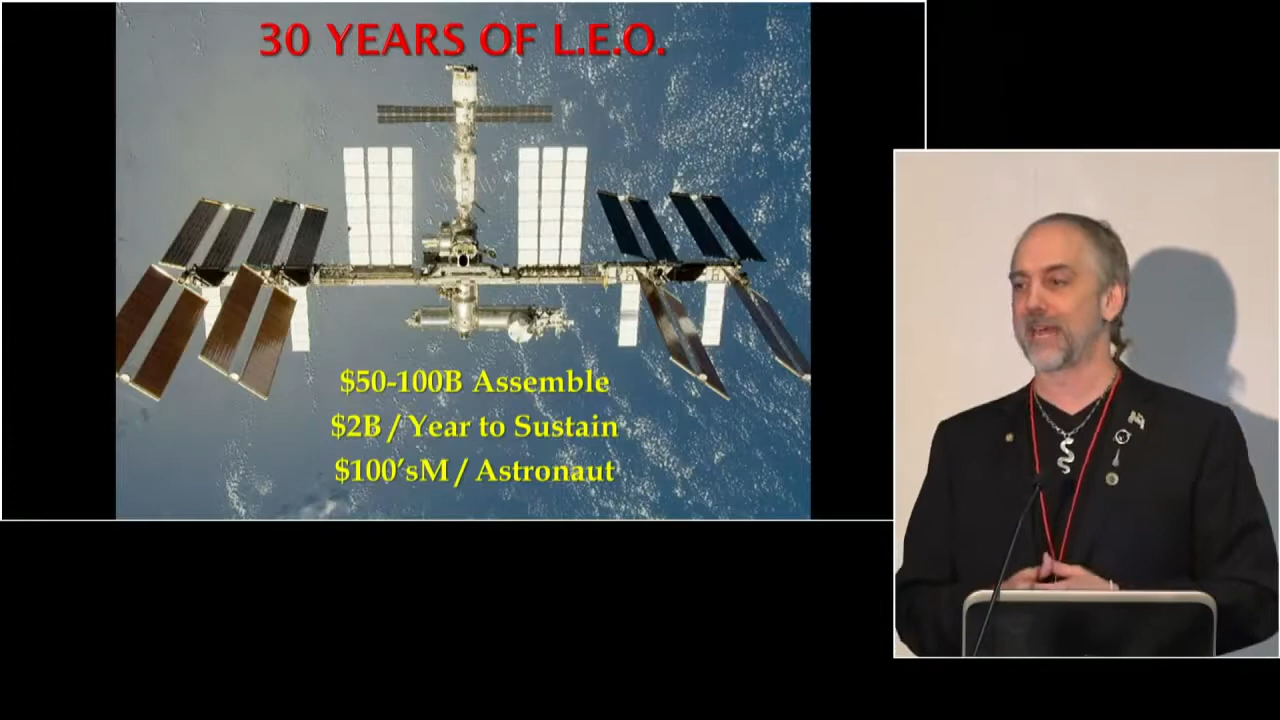 30 YEARS OF L.E.O.
$50-100B Assemble
$2B / Year to Sustain
$100'sM / Astronaut